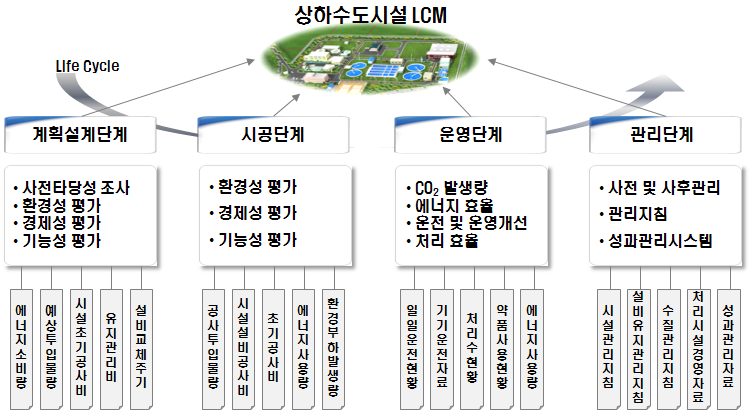 상하수도시설 LCM
Life Cycle
계획설계단계
시공단계
운영단계
관리단계
• 사전타당성 조사
• 환경성 평가
• 경제성 평가
• 기능성 평가
• 환경성 평가
• 경제성 평가
• 기능성 평가
• CO₂ 발생량
• 에너지 효율
• 운전 및 운영개선
• 처리 효율
• 사전 및 사후관리
• 관리지침
• 성과관리시스템
에너지소비량
예상투입물량
시설초기공사비
유지관리비
설비교체주기
공사투입물량
시설설비공사비
초기공사비
에너지사용량
환경부하발생량
일일운전현황
기기운전자료
처리수현황
약품사용현황
에너지사용량
시설관리지침
설비유지관리지침
수질관리지침
처리시설경영자료
성과관리자료